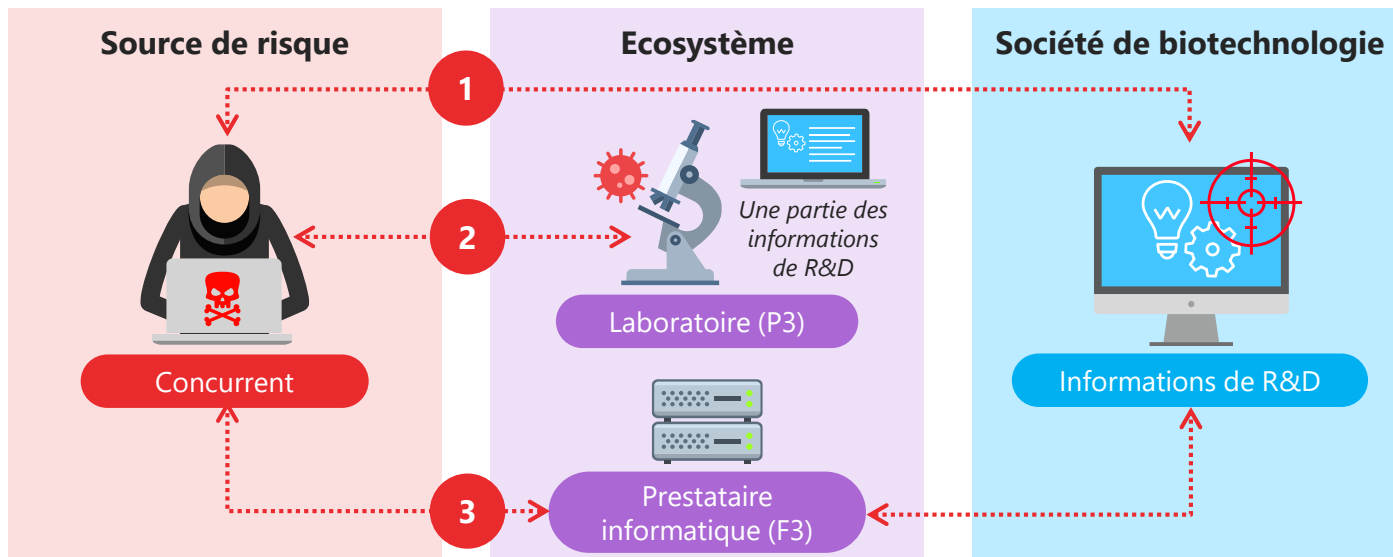 Source de risque
Ecosystème
Société de biotechnologie
1
2
Une partie des
informations
de R&D
Laboratoire (P3)
Concurrent
Informations de R&D
3
Prestataire
informatique (F3)